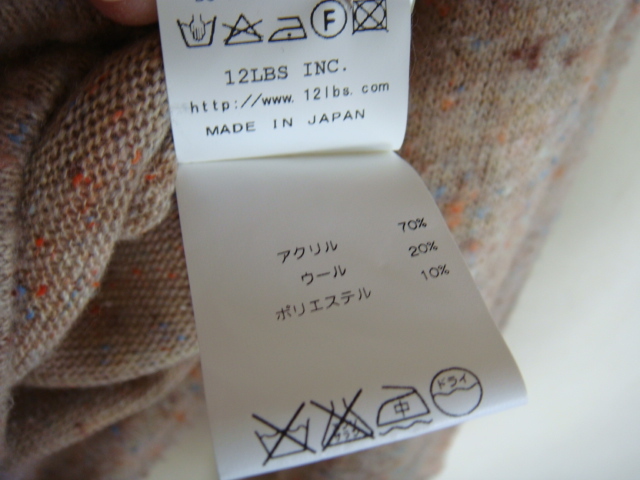 F
12LBS INC.
http://www.12lbs.com
MADE IN JAPAN
アクリル 70%
ウール 20%
ポリエステル 10%
中 ドライ